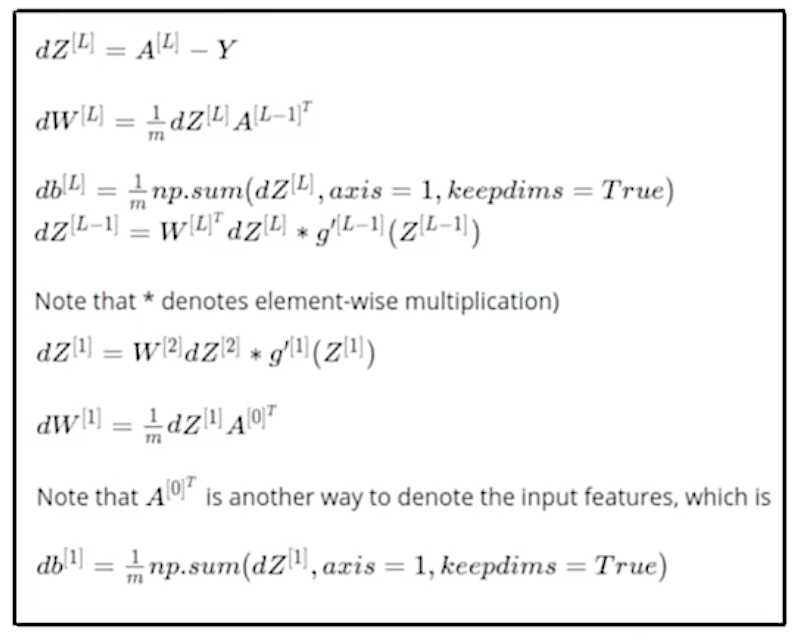 $dZ^{[L]} = A^{[L]} - Y$
$dW^{[L]} = \frac{1}{m} dZ^{[L]} A^{[L-1]^T}$
$db^{[L]} = \frac{1}{m} np.sum(dZ^{[L]}, axis = 1, keepdims = True)$
$dZ^{[L-1]} = W^{[L]^T} dZ^{[L]} * g'^{[L-1]}(Z^{[L-1]})$
Note that * denotes element-wise multiplication)
$dZ^{[1]} = W^{[2]} dZ^{[2]} * g'^{[1]}(Z^{[1]})$
$dW^{[1]} = \frac{1}{m} dZ^{[1]} A^{[0]^T}$
Note that $A^{[0]^T}$ is another way to denote the input features, which is
$db^{[1]} = \frac{1}{m} np.sum(dZ^{[1]}, axis = 1, keepdims = True)$